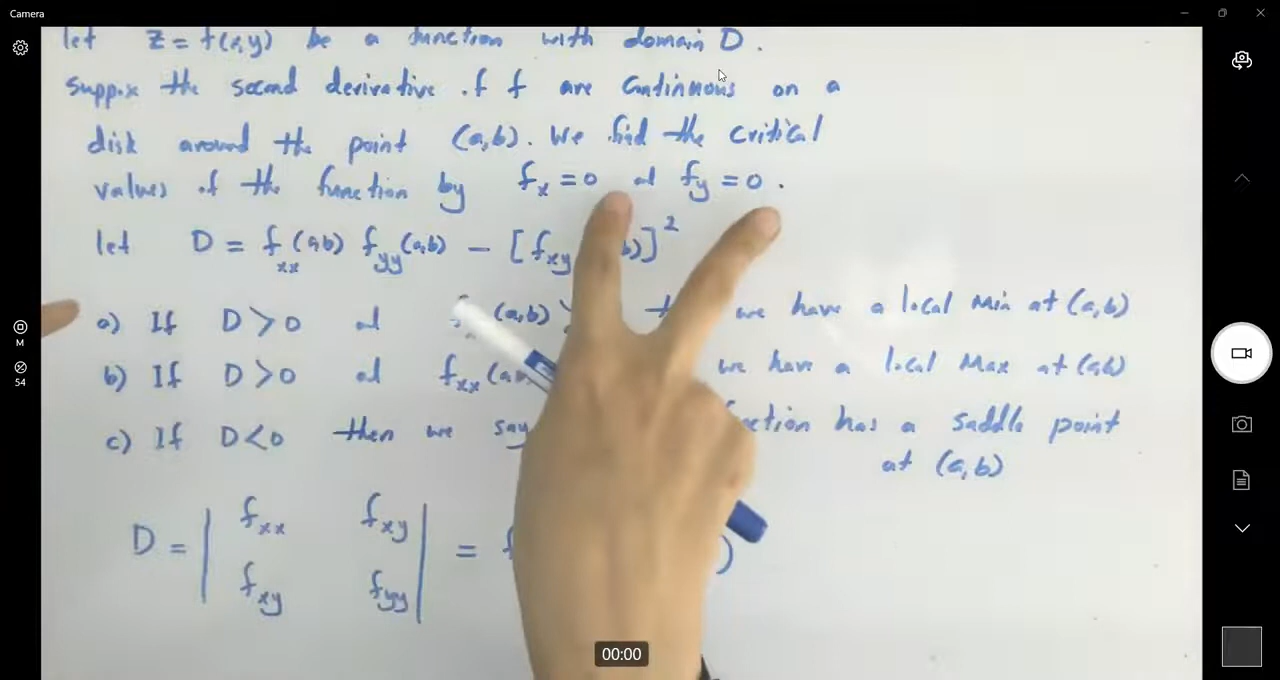 Camera
let z = f(x,y) be a function with domain D.
suppose the second derivative of f are continuous on a
disk around the point (a,b). We find the critical
values of the function by fx = 0 and fy = 0.
let D = fxx(a,b) fyy(a,b) - [fxy b)]²
a) If D > 0 and (a,b) > we have a local Min at (a,b)
b) If D > 0 and fxx(a we have a local Max at (a,b)
c) If D < 0 then we say has a saddle point
at (a,b)
D = | fxx fxy | = f )
| fxy fyy |
M
54
00:00